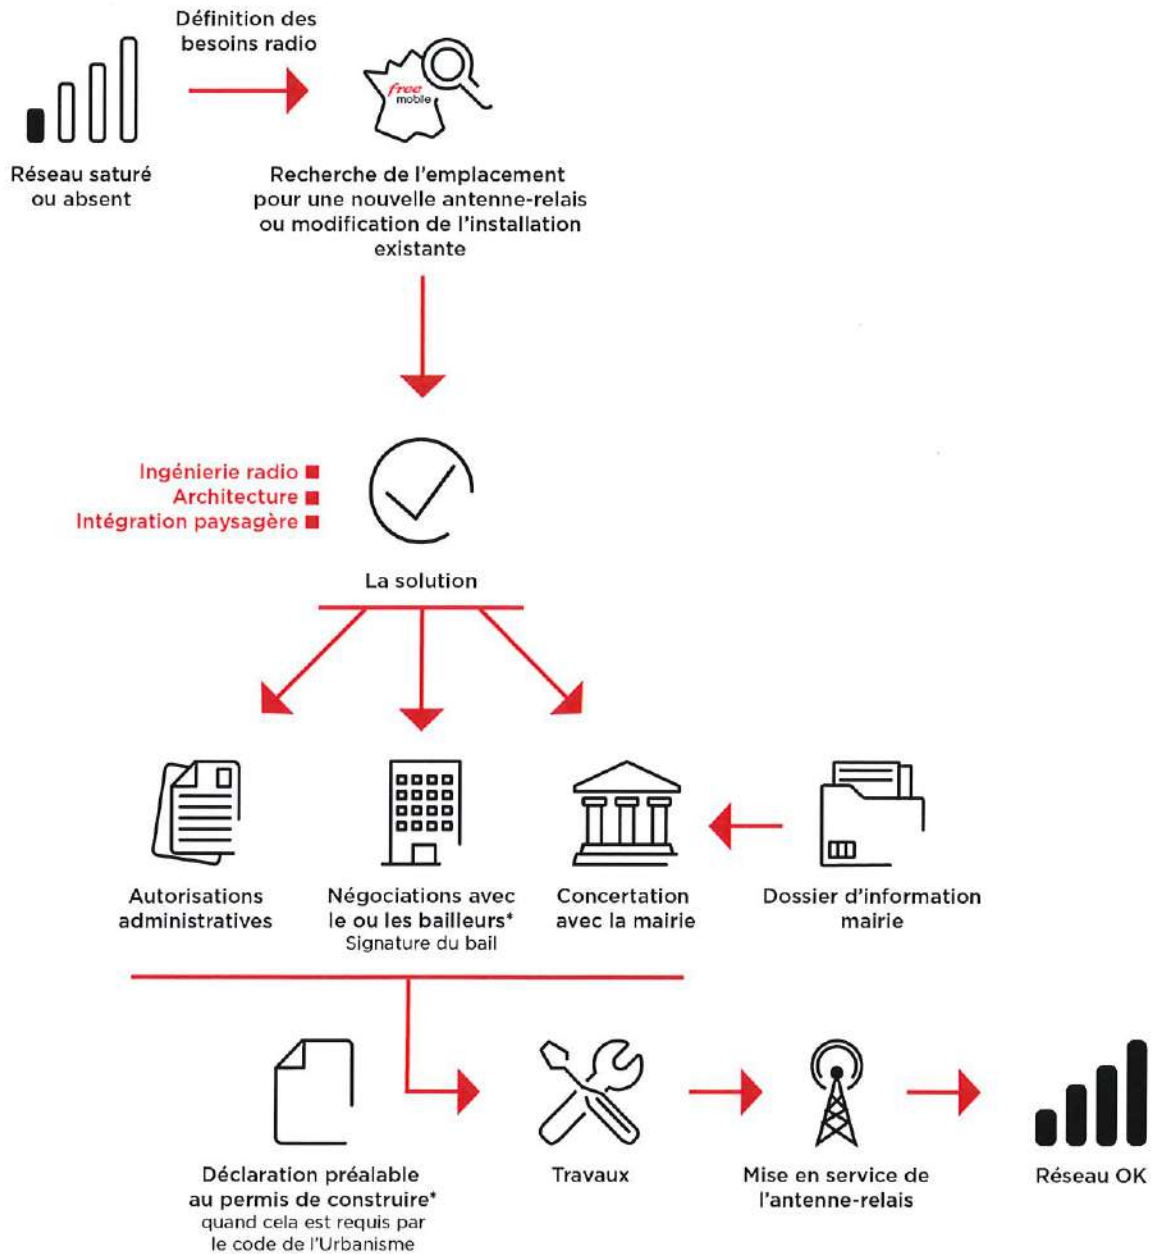 Définition des
besoins radio
free
mobile
Réseau saturé
ou absent
Recherche de l'emplacement
pour une nouvelle antenne-relais
ou modification de l'installation
existante
Ingénierie radio
Architecture
Intégration paysagère
La solution
Autorisations
administratives
Négociations avec
le ou les bailleurs*
Signature du bail
Concertation
avec la mairie
Dossier d'information
mairie
Déclaration préalable
au permis de construire*
quand cela est requis par
le code de l'Urbanisme
Travaux
Mise en service de
l'antenne-relais
Réseau OK